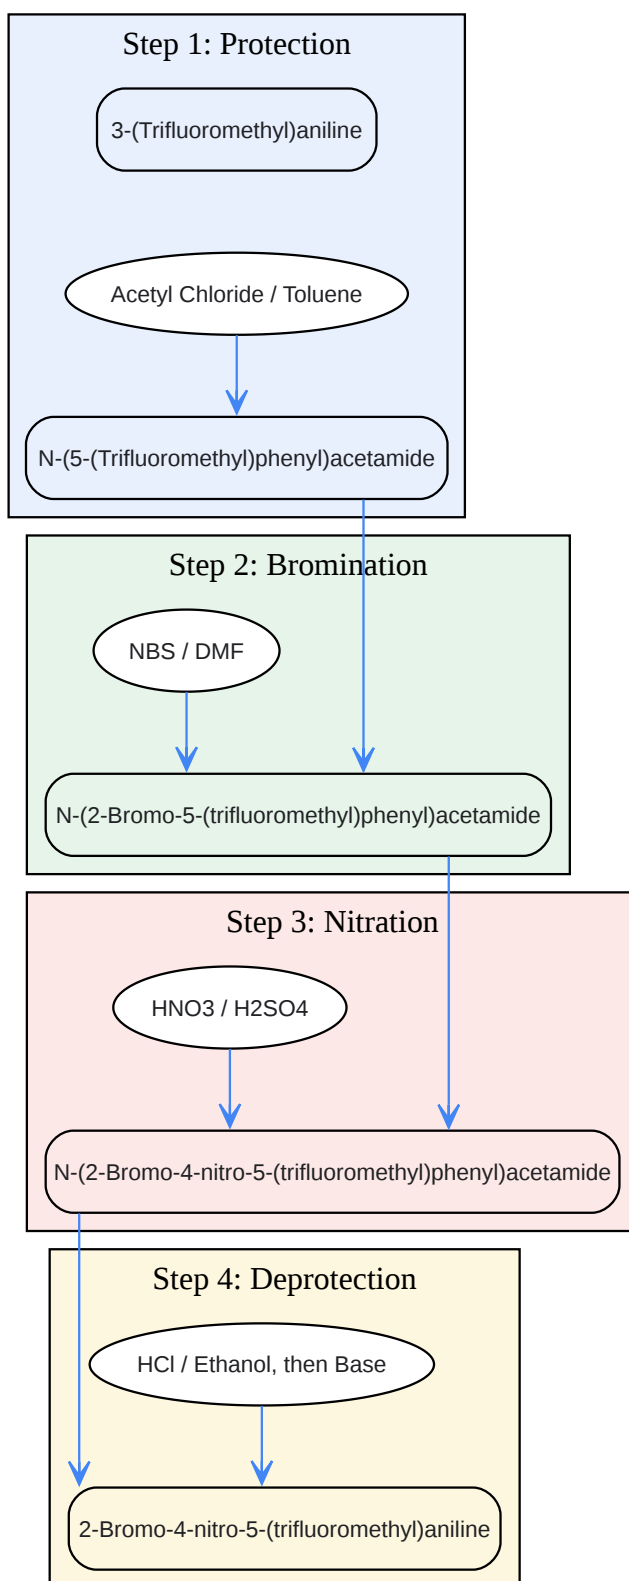 Step 1: Protection
3-(Trifluoromethyl)aniline
Acetyl Chloride / Toluene
N-(5-(Trifluoromethyl)phenyl)acetamide
Step 2: Bromination
NBS / DMF
N-(2-Bromo-5-(trifluoromethyl)phenyl)acetamide
Step 3: Nitration
HNO3 / H2SO4
N-(2-Bromo-4-nitro-5-(trifluoromethyl)phenyl)acetamide
Step 4: Deprotection
HCl / Ethanol, then Base
2-Bromo-4-nitro-5-(trifluoromethyl)aniline